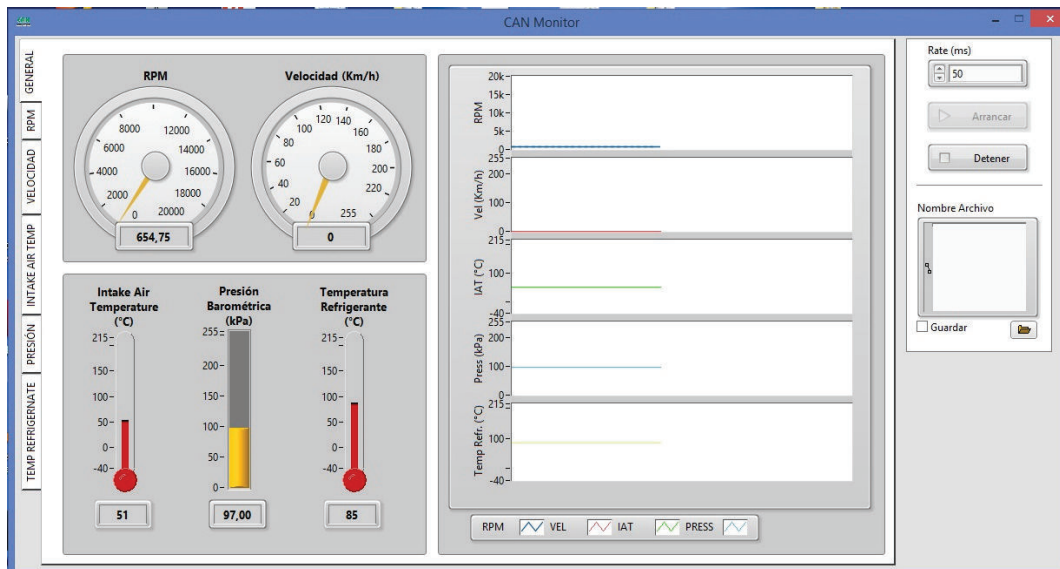 CAN Monitor
GENERAL
RPM
VELOCIDAD
INTAKE AIR TEMP
PRESIÓN
TEMP REFRIGERNATE
RPM
0
2000
4000
6000
8000
12000
14000
16000
18000
20000
654,75
Velocidad (Km/h)
0
20
40
60
80
100
120
140
160
180
200
220
255
0
Intake Air
Temperature
(°C)
215
150
100
50
0
-40
51
Presión
Barométrica
(kPa)
255
200
150
100
50
0
97,00
Temperatura
Refrigerante
(°C)
215
150
100
50
0
-40
85
RPM
20k
15k
10k
5k
0
Vel (Km/h)
255
200
100
0
IAT (°C)
215
100
-40
Press (kPa)
255
200
100
0
Temp Refr. (°C)
215
100
-40
RPM VEL IAT PRESS
Rate (ms)
50
Arrancar
Detener
Nombre Archivo
Guardar